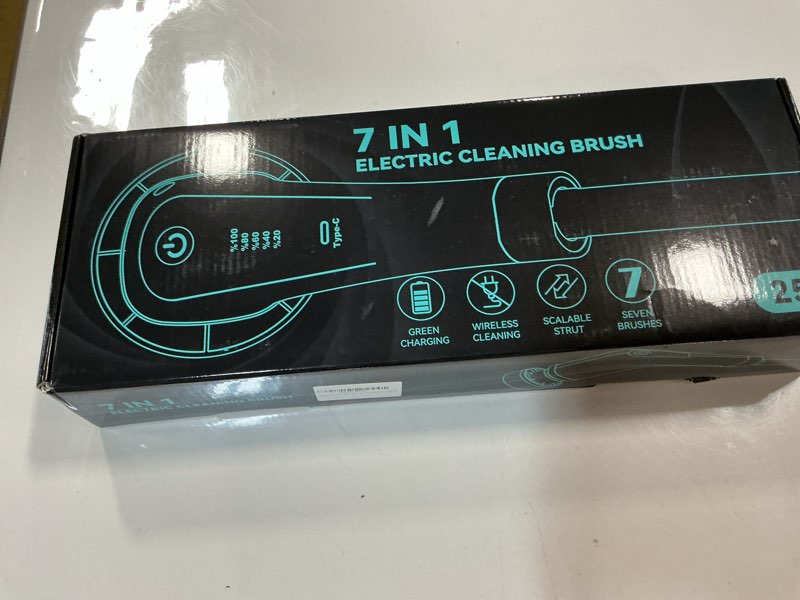 7 IN 1
ELECTRIC CLEANING BRUSH
%100
%80
%60
%40
%20
Type-C
GREEN
CHARGING
WIRELESS
CLEANING
SCALABLE
STRUT
7
SEVEN
BRUSHES
25
7 IN 1
ELECTRIC CLEANING BRUSH